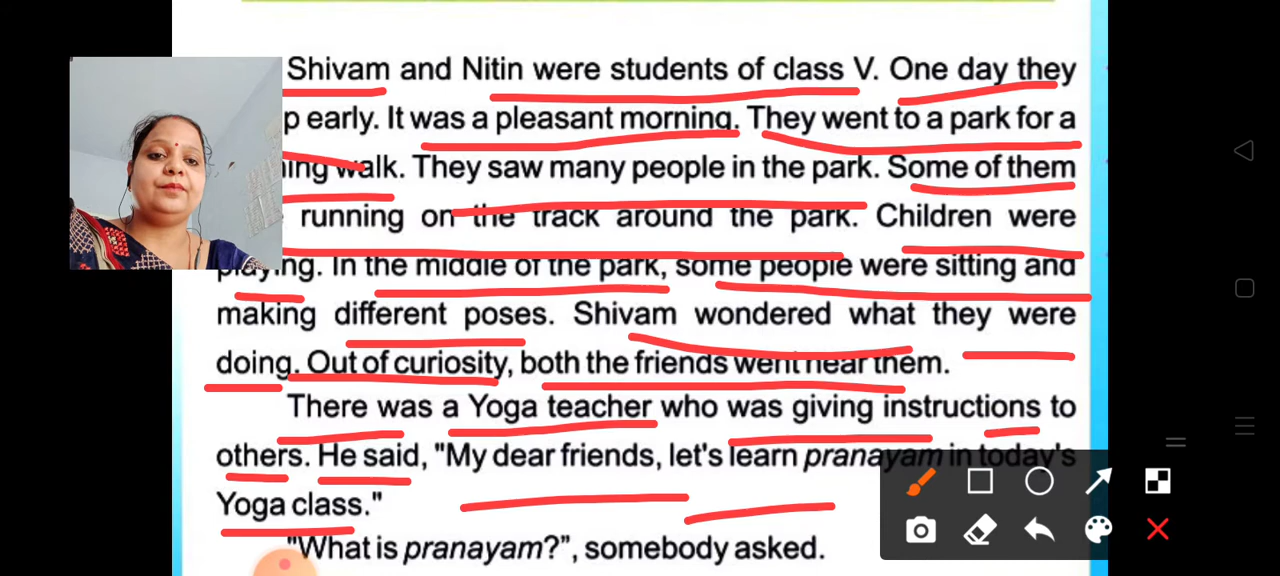 Shivam and Nitin were students of class V. One day they
p early. It was a pleasant morning. They went to a park for a
ing walk. They saw many people in the park. Some of them
running on the track around the park. Children were
playing. In the middle of the park, some people were sitting and
making different poses. Shivam wondered what they were
doing. Out of curiosity, both the friends went near them.
There was a Yoga teacher who was giving instructions to
others. He said, "My dear friends, let's learn pranayam in today's
Yoga class."
"What is pranayam?”, somebody asked.